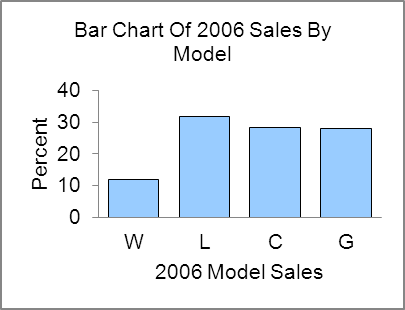 Bar Chart Of 2006 Sales By
Model
Percent
40
30
20
10
0
W L C G
2006 Model Sales